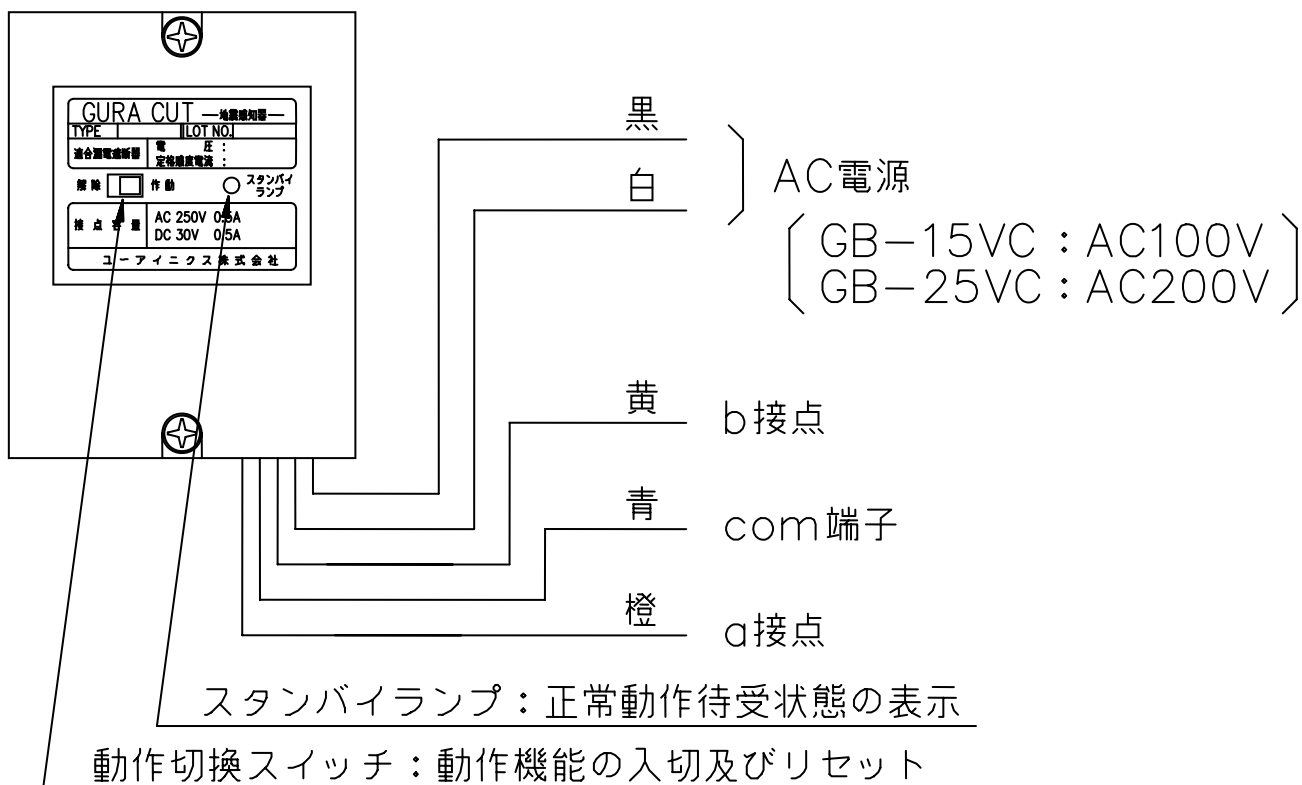 GURA CUT ―地震感知器―
TYPE LOT NO.
適合漏電遮断器
電 圧 :
定格感度電流 :
解除 作動 スタンバイ
ランプ
接点容量
AC 250V 0.5A
DC 30V 0.5A
ユーアイニクス株式会社
黒
白
AC電源
GB-15VC:AC100V
GB-25VC:AC200V
黄
b接点
青
com端子
橙
a接点
スタンバイランプ:正常動作待受状態の表示
動作切換スイッチ:動作機能の入切及びリセット